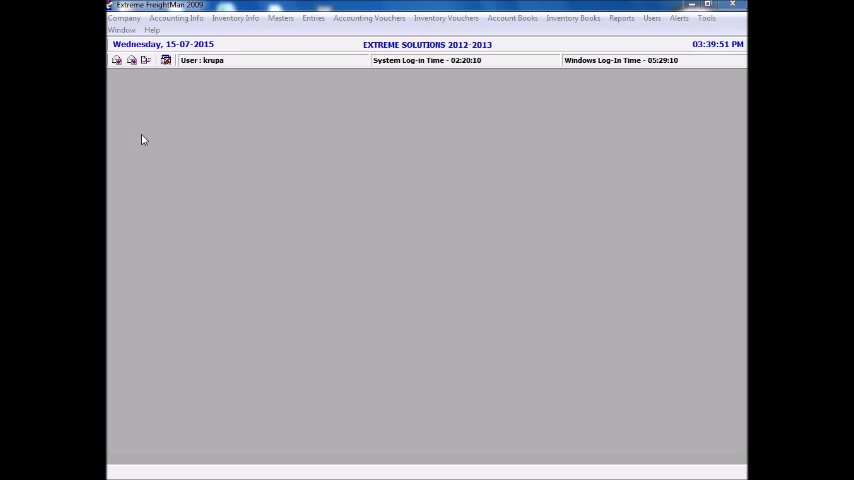 Extreme FreightMan 2009
Company Accounting Info Inventory Info Masters Entries Accounting Vouchers Inventory Vouchers Account Books Inventory Books Reports Users Alerts Tools
Window Help
Wednesday, 15-07-2015 EXTREME SOLUTIONS 2012-2013 03:39:51 PM
User : krupa System Log-in Time - 02:20:10 Windows Log-In Time - 05:29:10